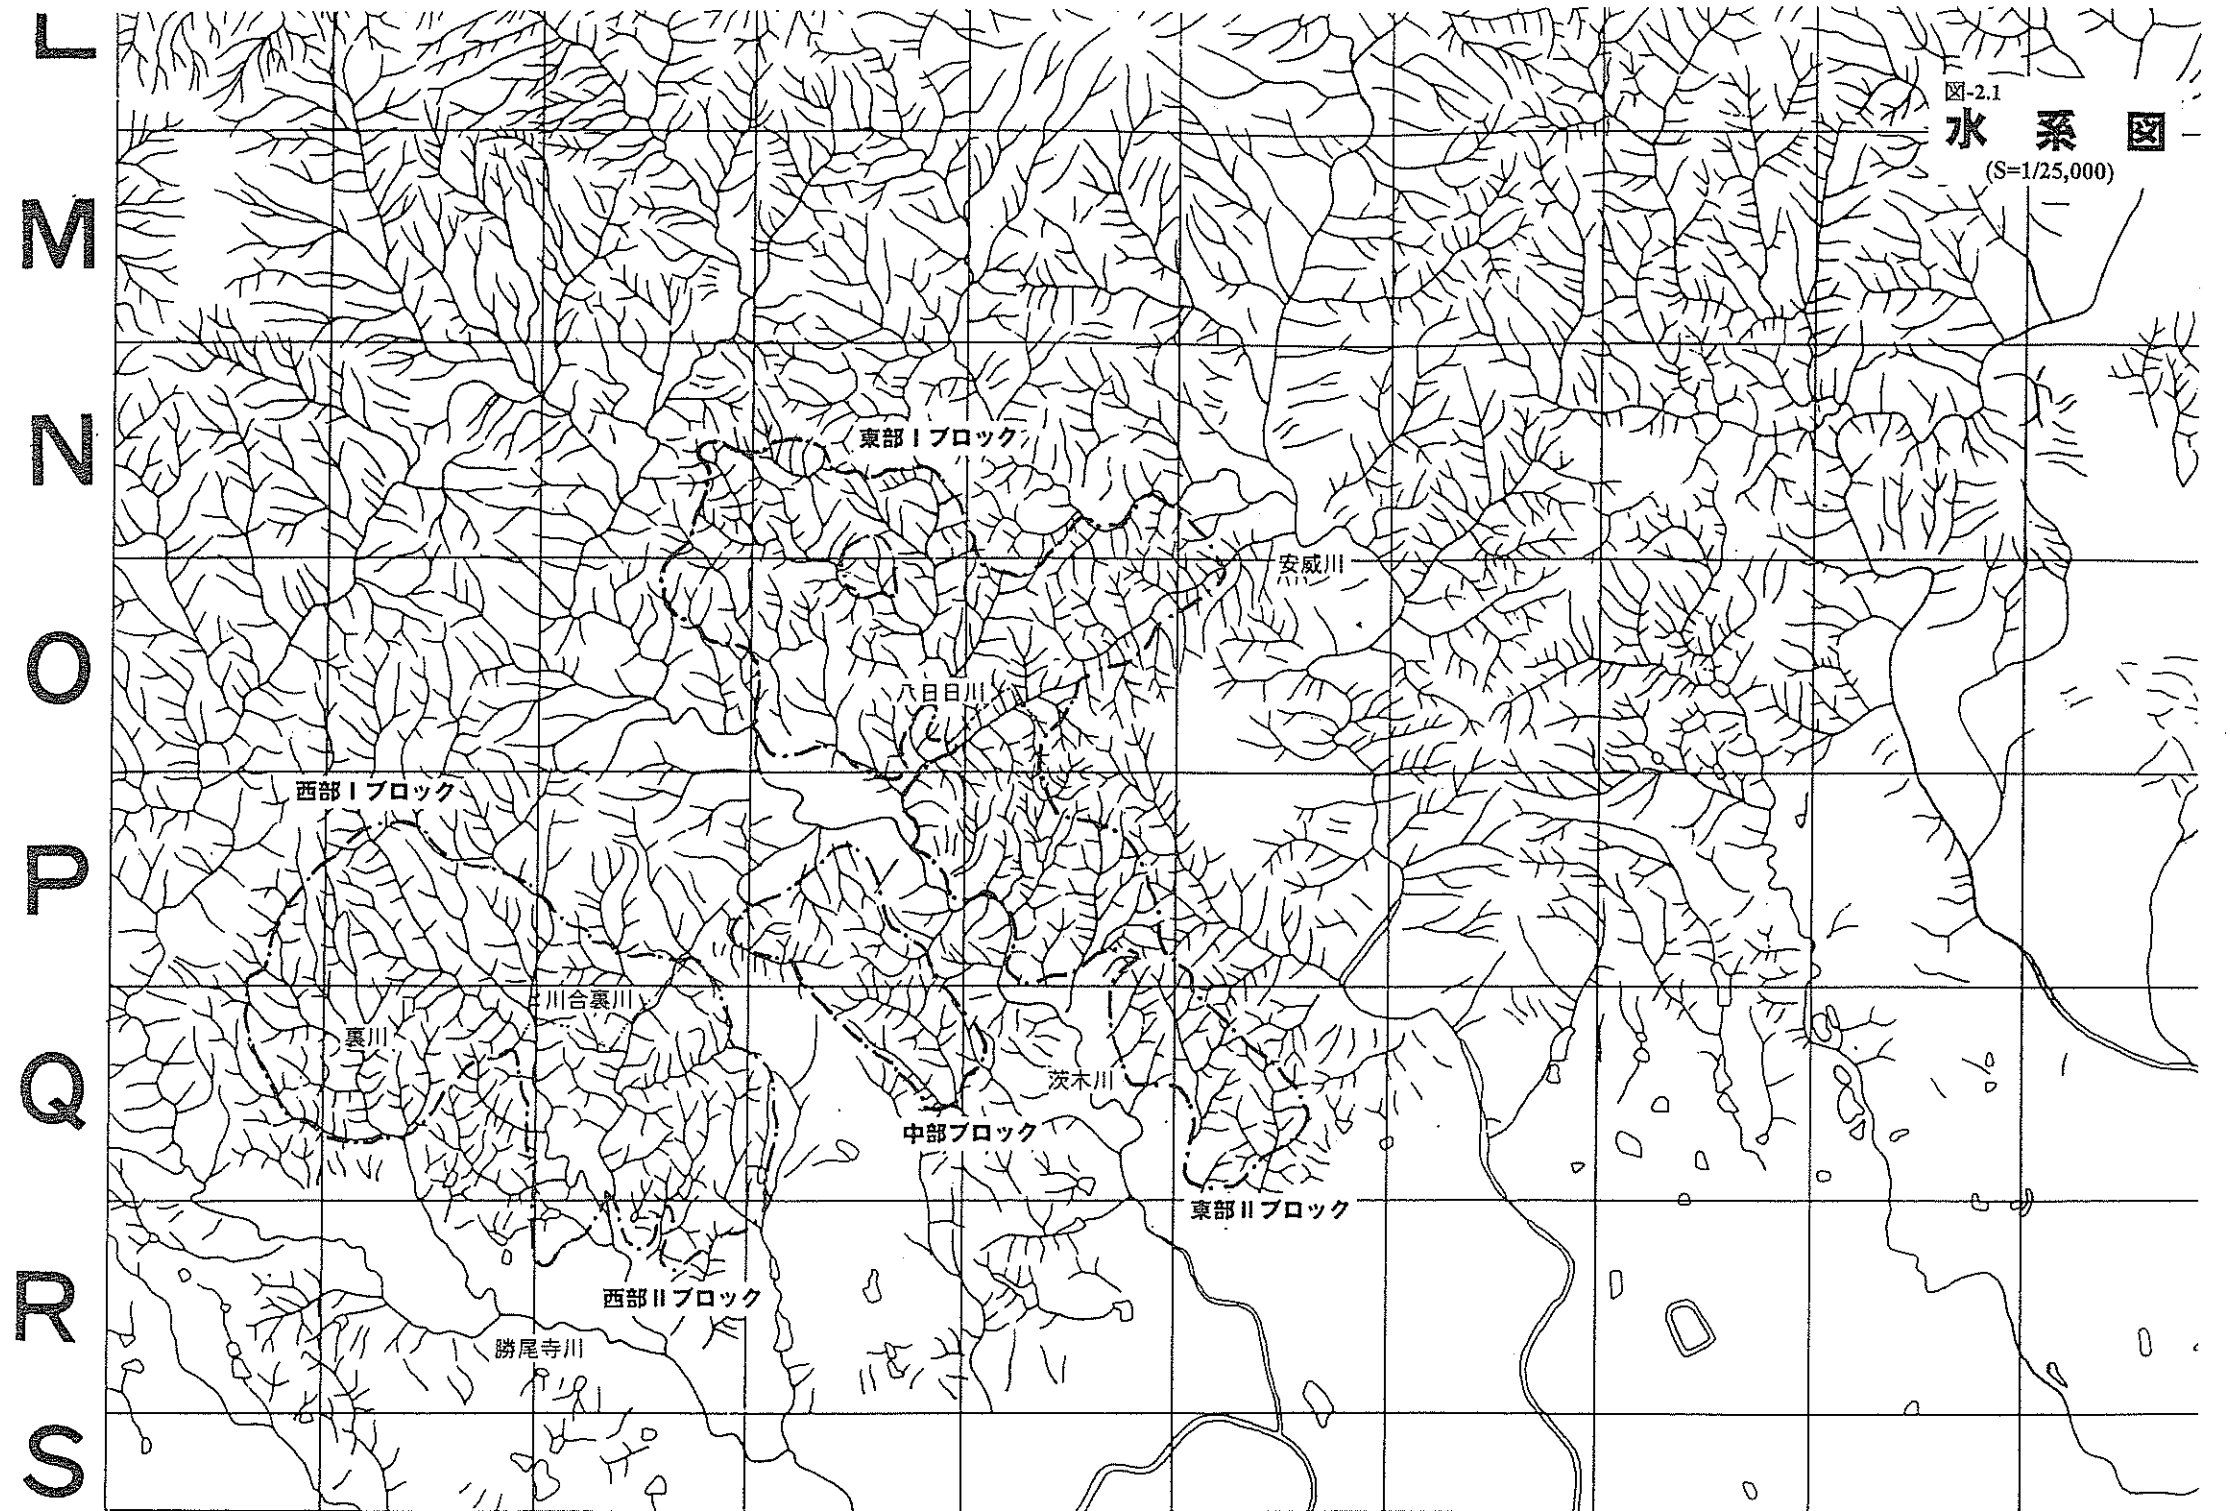 L
図-2.1
水系図
(S=1/25,000)
M
N
東部Ⅰブロック
安威川
O
八日日川
西部Ⅰブロック
P
川合裏川
裏川
Q
茨木川
中部ブロック
東部Ⅱブロック
R
西部Ⅱブロック
勝尾寺川
S